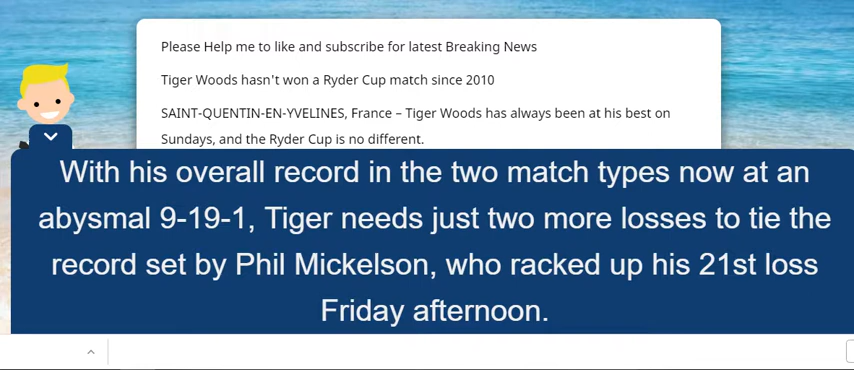 Please Help me to like and subscribe for latest Breaking News
Tiger Woods hasn't won a Ryder Cup match since 2010
SAINT-QUENTIN-EN-YVELINES, France – Tiger Woods has always been at his best on
Sundays, and the Ryder Cup is no different.
With his overall record in the two match types now at an
abysmal 9-19-1, Tiger needs just two more losses to tie the
record set by Phil Mickelson, who racked up his 21st loss
Friday afternoon.